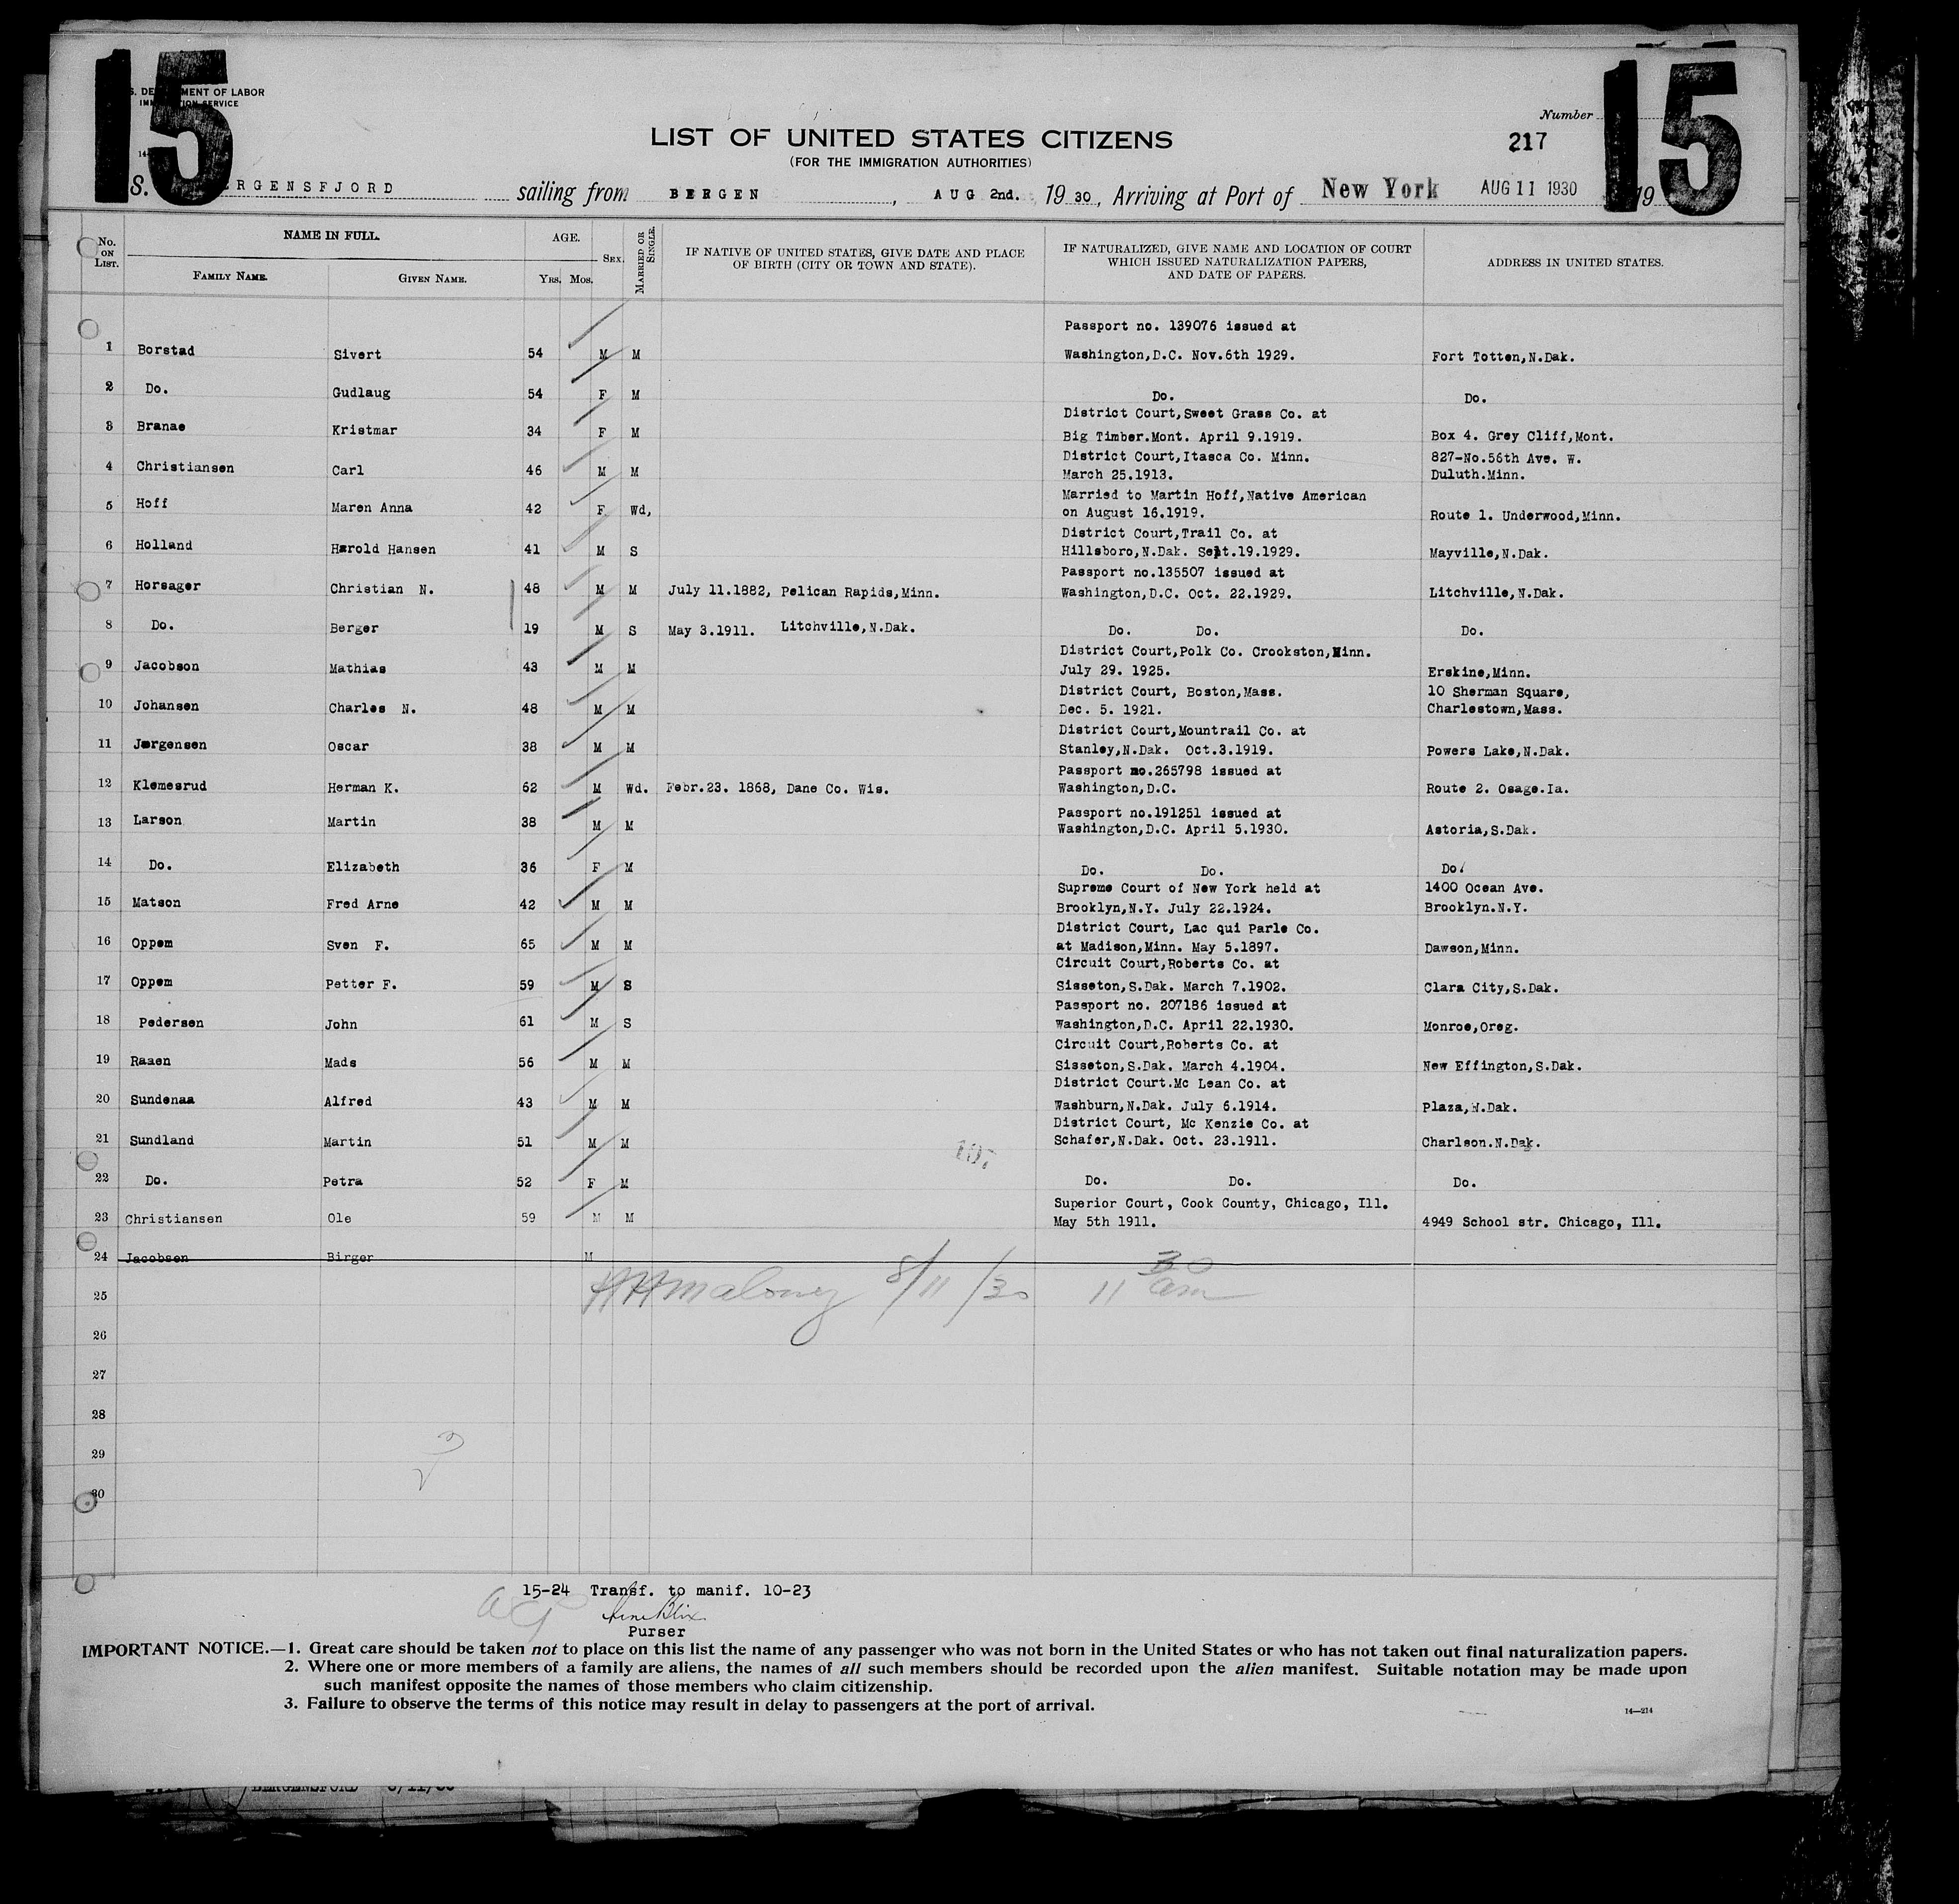 15
15
S. DEPARTMENT OF LABOR
IMMIGRATION SERVICE
Number
LIST OF UNITED STATES CITIZENS
217
(FOR THE IMMIGRATION AUTHORITIES)
S. RGENSFJORD sailing from BERGEN, AUG 2nd. 1930, Arriving at Port of New York AUG 11 1930 19
No. ON LIST.
NAME IN FULL.
FAMILY NAME.
GIVEN NAME.
AGE.
YRS. MOS.
SEX.
MARRIED OR SINGLE.
IF NATIVE OF UNITED STATES, GIVE DATE AND PLACE
OF BIRTH (CITY OR TOWN AND STATE).
IF NATURALIZED, GIVE NAME AND LOCATION OF COURT
WHICH ISSUED NATURALIZATION PAPERS,
AND DATE OF PAPERS.
ADDRESS IN UNITED STATES.
Passport no. 139076 issued at
1 Borstad Sivert 54 M M Washington,D.C. Nov.6th 1929. Fort Totten,N.Dak.
2 Do. Gudlaug 54 F M Do. Do.
District Court,Sweet Grass Co. at
3 Branae Kristmar 34 F M Big Timber.Mont. April 9.1919. Box 4. Grey Cliff,Mont.
District Court,Itasca Co. Minn. 827-No.56th Ave. W.
4 Christiansen Carl 46 M M March 25.1913. Duluth.Minn.
Married to Martin Hoff,Native American
5 Hoff Maren Anna 42 F Wd, on August 16.1919. Route 1. Underwood,Minn.
District Court,Trail Co. at
6 Holland Harold Hansen 41 M S Hillsboro,N.Dak. Sept.19.1929. Mayville,N.Dak.
Passport no.135507 issued at
7 Horsager Christian N. 48 M M July 11.1882, Pelican Rapids,Minn. Washington,D.C. Oct. 22.1929. Litchville,N.Dak.
8 Do. Berger 19 M S May 3.1911. Litchville,N.Dak. Do. Do. Do.
District Court,Polk Co. Crookston,Minn.
9 Jacobson Mathias 43 M M July 29. 1925. Erskine,Minn.
District Court, Boston,Mass. 10 Sherman Square,
10 Johansen Charles N. 48 M M Dec. 5. 1921. Charlestown,Mass.
District Court,Mountrail Co. at
11 Jørgensen Oscar 38 M M Stanley,N.Dak. Oct.3.1919. Powers Lake,N.Dak.
Passport no.265798 issued at
12 Klemesrud Herman K. 62 M Wd. Febr.23. 1868, Dane Co. Wis. Washington,D.C. Route 2. Osage.Ia.
Passport no.191251 issued at
13 Larson Martin 38 M M Washington,D.C. April 5.1930. Astoria,S.Dak.
14 Do. Elizabeth 36 F M Do. Do. Do.
Supreme Court of New York held at 1400 Ocean Ave.
15 Matson Fred Arne 42 M M Brooklyn,N.Y. July 22.1924. Brooklyn.N.Y.
District Court, Lac qui Parle Co.
16 Oppem Sven F. 65 M M at Madison,Minn. May 5.1897. Dawson,Minn.
Circuit Court,Roberts Co. at
17 Oppem Petter F. 59 M S Sisseton,S.Dak. March 7.1902. Clara City,S.Dak.
Passport no. 207186 issued at
18 Pedersen John 61 M S Washington,D.C. April 22.1930. Monroe,Oreg.
Circuit Court,Roberts Co. at
19 Raaen Mads 56 M M Sisseton,S.Dak. March 4.1904. New Effington,S.Dak.
District Court.Mc Lean Co. at
20 Sundenaa Alfred 43 M M Washburn,N.Dak. July 6.1914. Plaza,N.Dak.
District Court, Mc Kenzie Co. at
21 Sundland Martin 51 M M Schafer,N.Dak. Oct. 23.1911. Charlson.N.Dak.
107
22 Do. Petra 52 F M Do. Do. Do.
Superior Court, Cook County, Chicago, Ill.
23 Christiansen Ole 59 M M May 5th 1911. 4949 School str. Chicago, Ill.
24 Jacobsen Birger M
HHMaloney 8/11/30 11 30 am
25
26
27
28
29
30
15-24 Transf. to manif. 10-23
Purser
IMPORTANT NOTICE.—1. Great care should be taken not to place on this list the name of any passenger who was not born in the United States or who has not taken out final naturalization papers.
2. Where one or more members of a family are aliens, the names of all such members should be recorded upon the alien manifest. Suitable notation may be made upon
such manifest opposite the names of those members who claim citizenship.
3. Failure to observe the terms of this notice may result in delay to passengers at the port of arrival.
14—214
BERGENSFORD 8/11/30